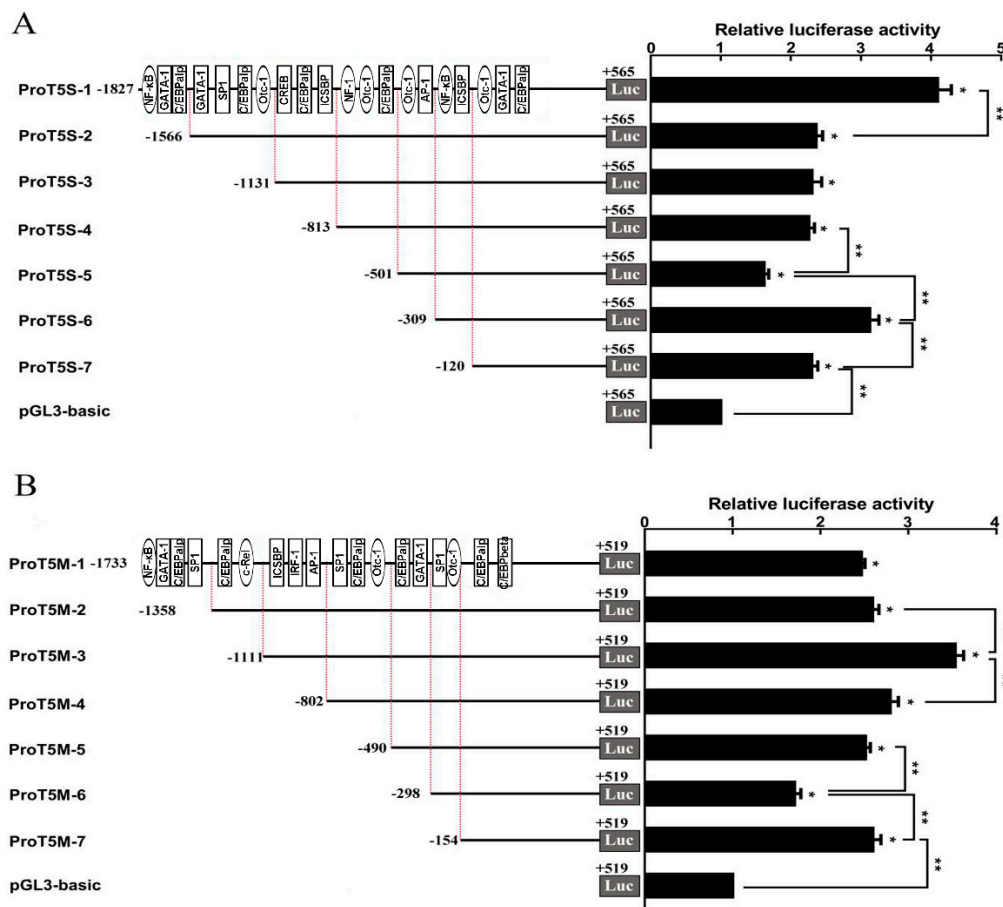 A
Relative luciferase activity
0 1 2 3 4 5
+565
ProT5S-1 -1827 NF-κB GATA-1 C/EBPalp GATA-1 SP1 C/EBPalp Otc-1 CREB C/EBPalp ICSBP NF-1 Otc-1 C/EBPalp Otc-1 AP-1 NF-κB ICSBP Otc-1 GATA-1 C/EBPalp Luc *
**
+565
ProT5S-2 -1566 Luc *
+565
ProT5S-3 -1131 Luc *
+565
ProT5S-4 -813 Luc *
**
+565
ProT5S-5 -501 Luc *
**
+565
ProT5S-6 -309 Luc *
**
+565
ProT5S-7 -120 Luc *
**
+565
pGL3-basic Luc
B
Relative luciferase activity
0 1 2 3 4
+519
ProT5M-1 -1733 NF-κB GATA-1 C/EBPalp SP1 C/EBPalp c-Rel ICSBP IRF-1 AP-1 SP1 C/EBPalp Otc-1 C/EBPalp GATA-1 SP1 Otc-1 C/EBPalp C/EBPbeta Luc *
+519
ProT5M-2 -1358 Luc *
**
+519
ProT5M-3 -1111 Luc *
+519
ProT5M-4 -802 Luc *
+519
ProT5M-5 -490 Luc *
**
+519
ProT5M-6 -298 Luc *
**
+519
ProT5M-7 -154 Luc *
**
+519
pGL3-basic Luc